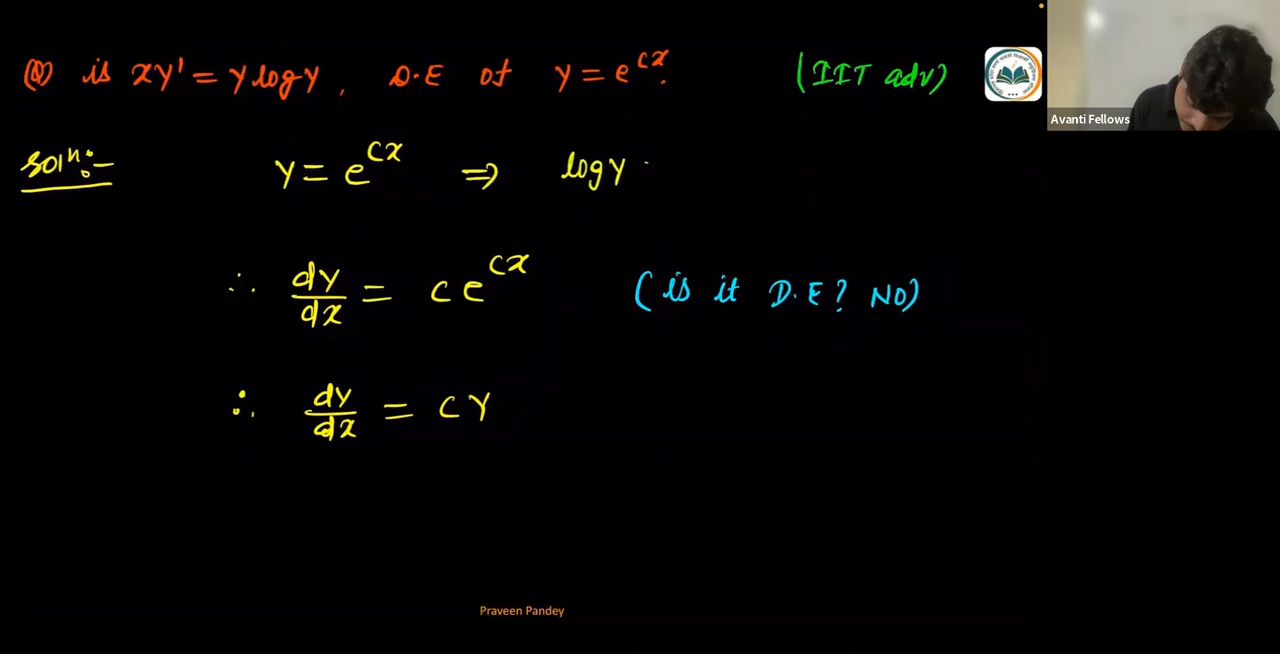 (Q) is xy' = y log y, D.E of y = e^{cx}? (IIT adv)
Avanti Fellows
Soln:- y = e^{cx} ⇒ log y
∴ dy/dx = c e^{cx} (is it D.E? NO)
∴ dy/dx = cy
Praveen Pandey